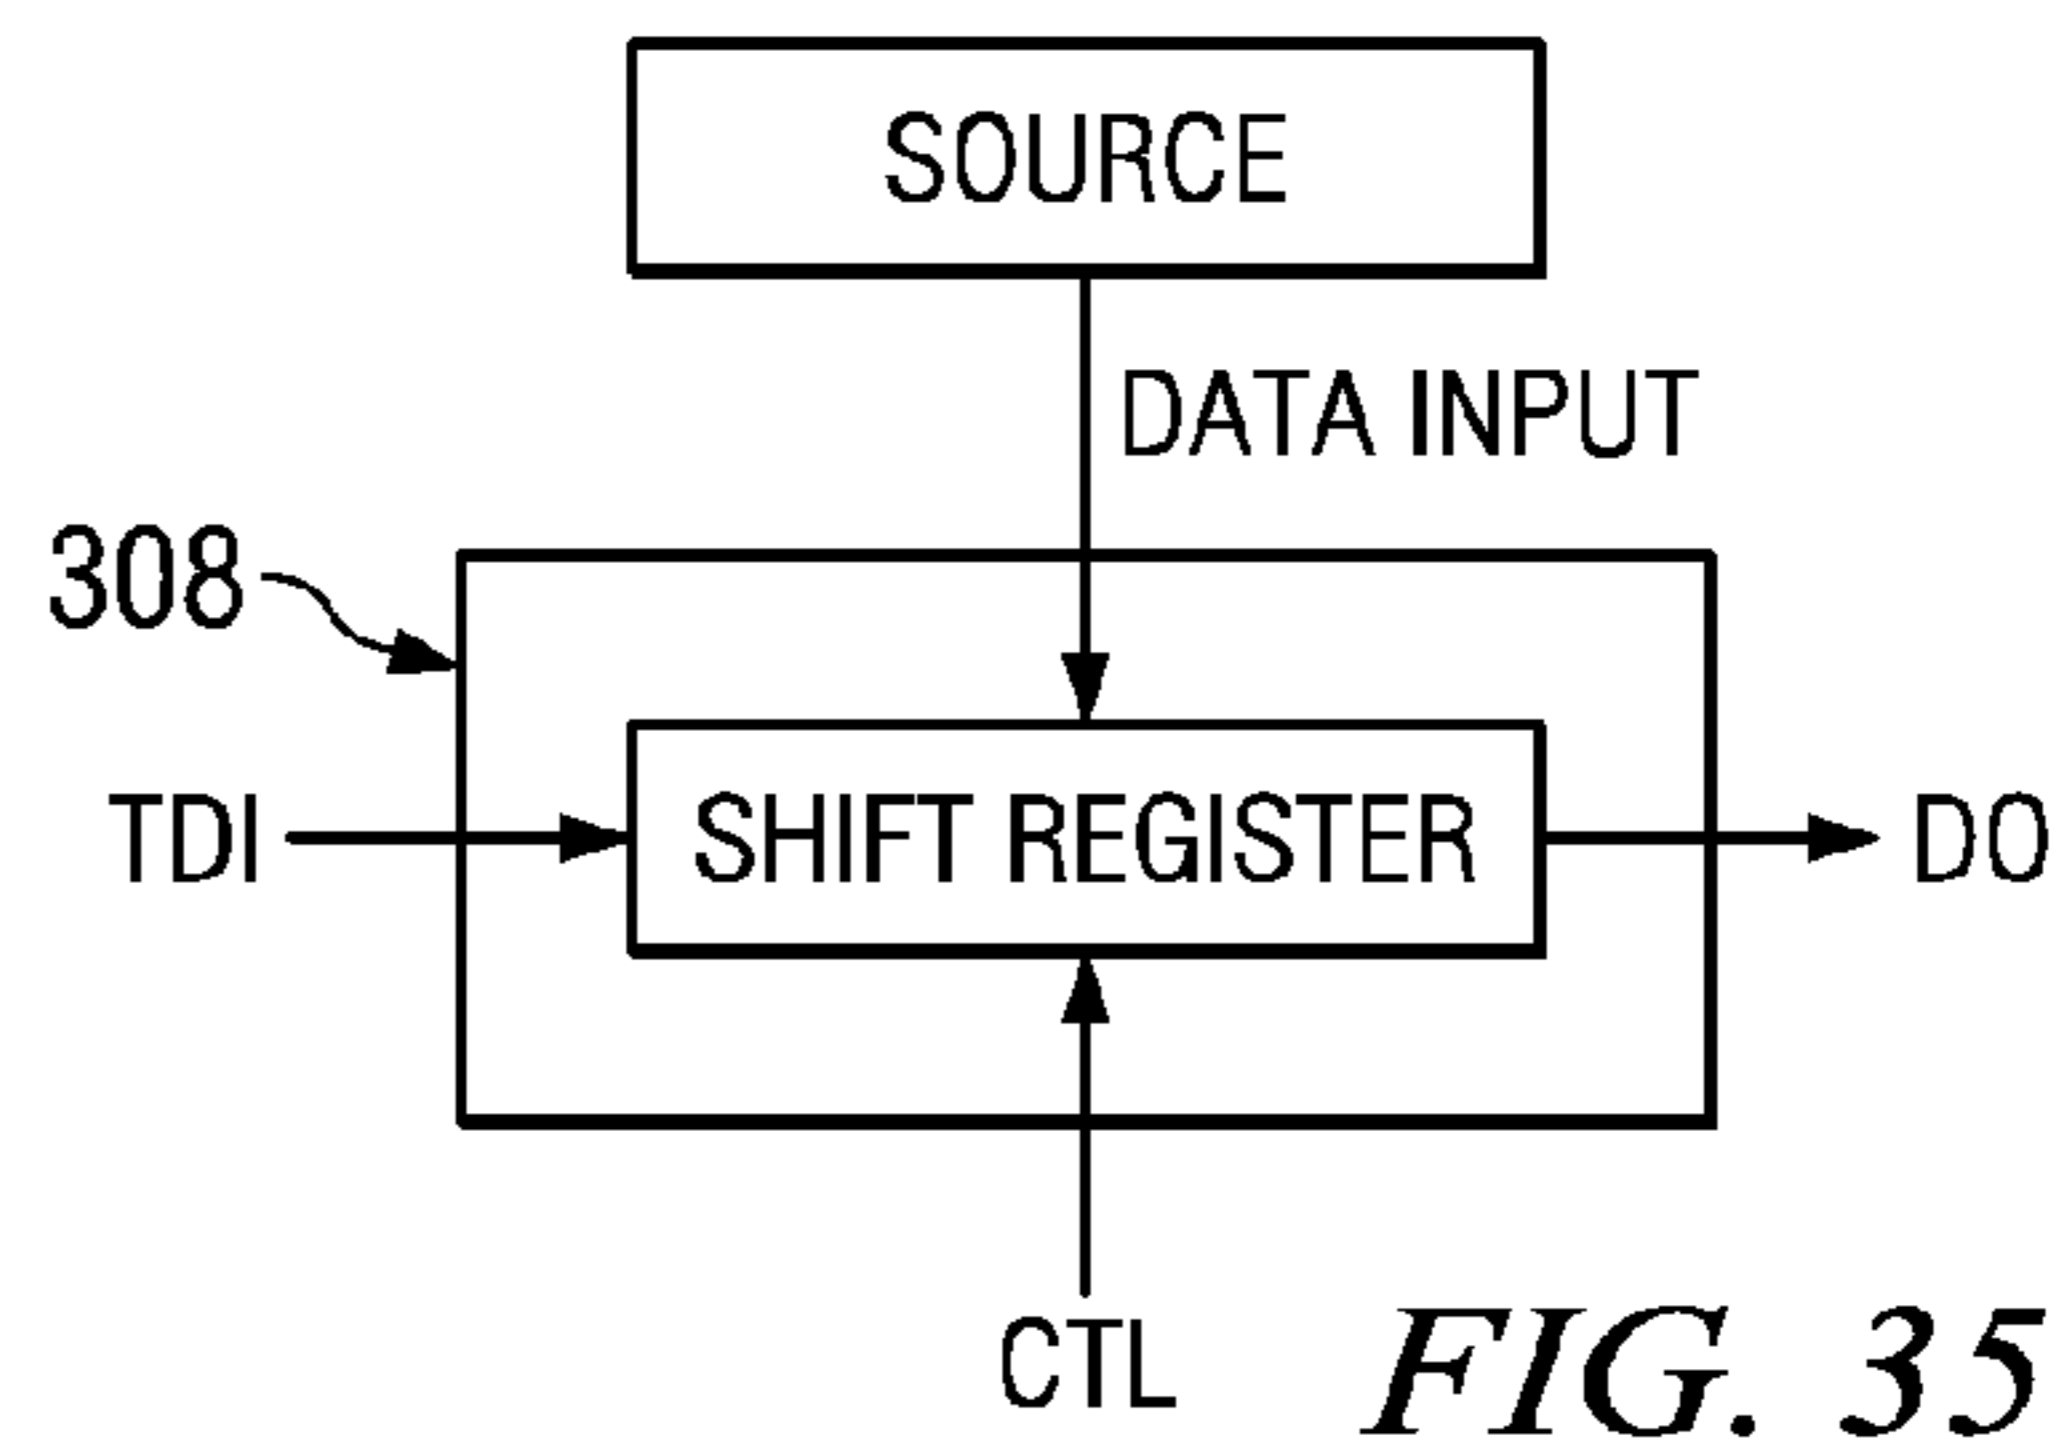 SOURCE
DATA INPUT
308
TDI
SHIFT REGISTER
DO
CTL
FIG. 35